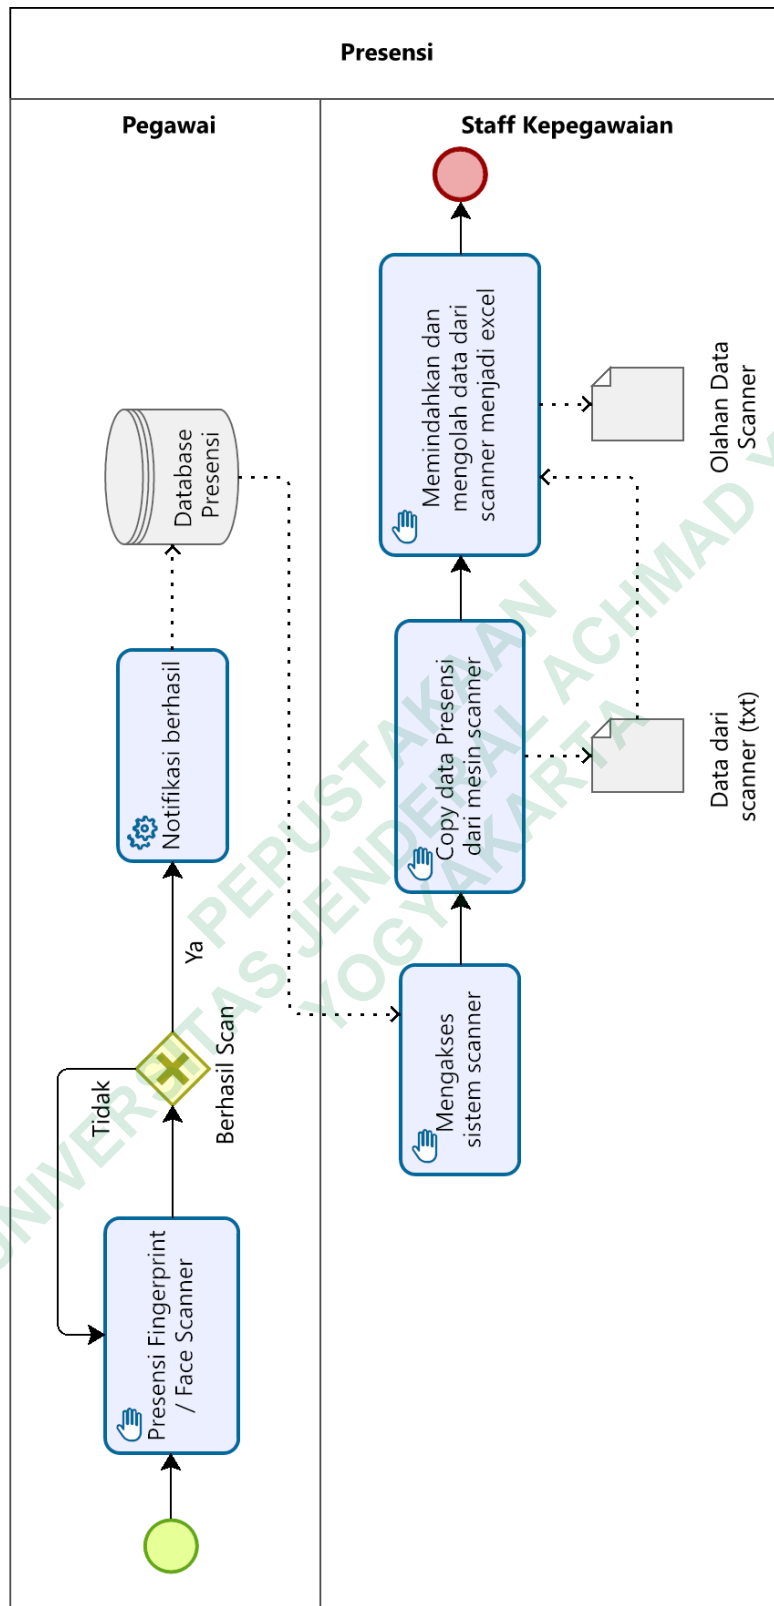 Presensi
Pegawai
Staff Kepegawaian
Presensi Fingerprint
/ Face Scanner
Tidak
Berhasil Scan
Ya
Notifikasi berhasil
Database
Presensi
Mengakses
sistem scanner
Copy data Presensi
dari mesin scanner
Data dari
scanner (txt)
Memindahkan dan
mengolah data dari
scanner menjadi excel
Olahan Data
Scanner
PEPUSTAKAAN
UNIVERSITAS JENDERAL ACHMAD Y
YOGYAKARTA